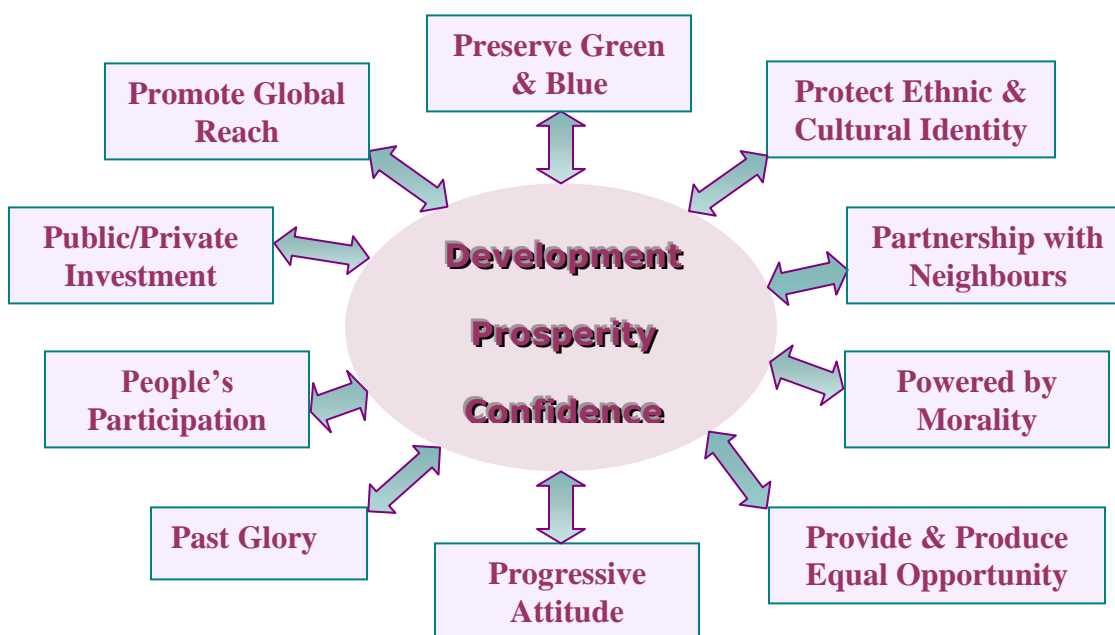 Preserve Green
& Blue
Promote Global
Reach
Protect Ethnic &
Cultural Identity
Public/Private
Investment
Development
Prosperity
Confidence
Partnership with
Neighbours
People’s
Participation
Powered by
Morality
Past Glory
Progressive
Attitude
Provide & Produce
Equal Opportunity